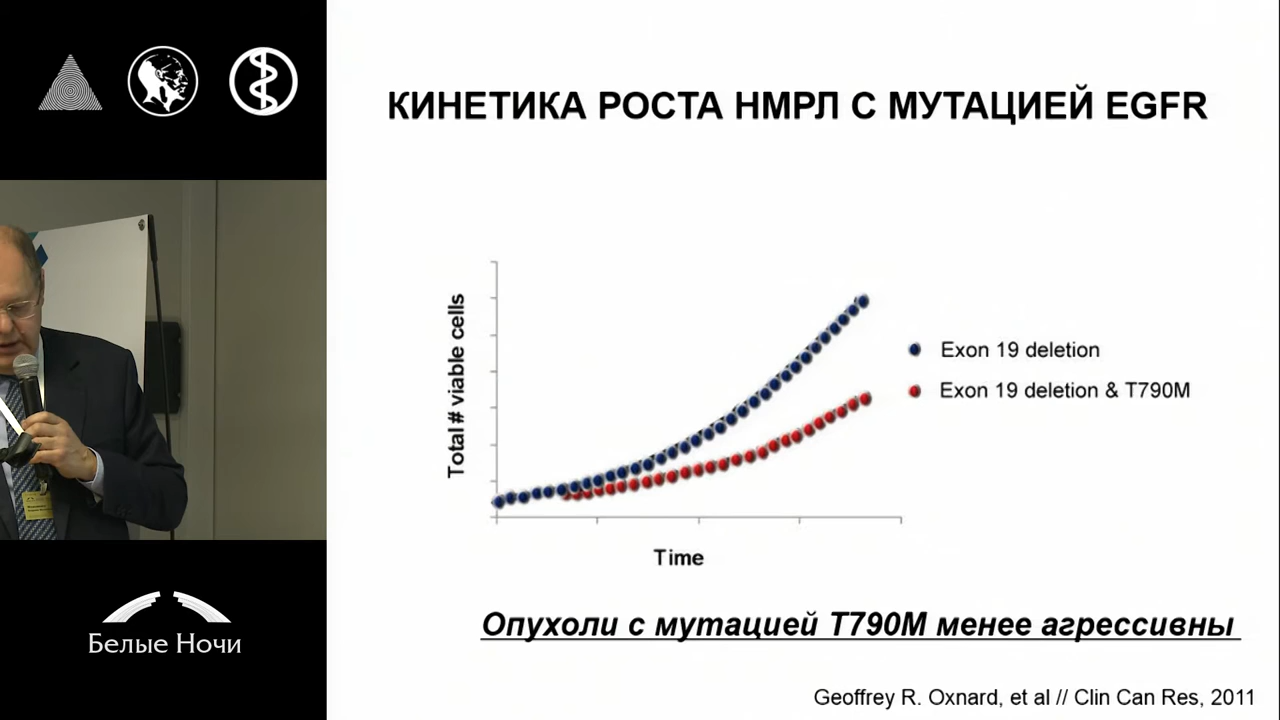 КИНЕТИКА РОСТА НМРЛ С МУТАЦИЕЙ EGFR
Total # viable cells
Exon 19 deletion
Exon 19 deletion & T790M
Time
Опухоли с мутацией T790M менее агрессивны
Geoffrey R. Oxnard, et al // Clin Can Res, 2011
Белые Ночи